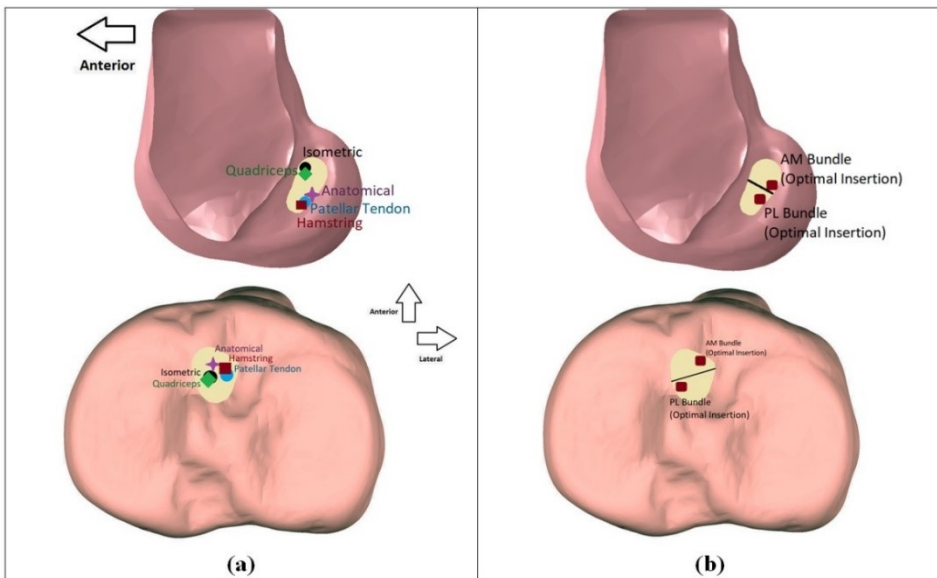 Anterior
Isometric
Quadriceps
Anatomical
Patellar Tendon
Hamstring
Anterior
Lateral
Anatomical
Hamstring
Isometric Patellar Tendon
Quadriceps
(a)
AM Bundle
(Optimal Insertion)
PL Bundle
(Optimal Insertion)
AM Bundle
(Optimal Insertion)
PL Bundle
(Optimal Insertion)
(b)